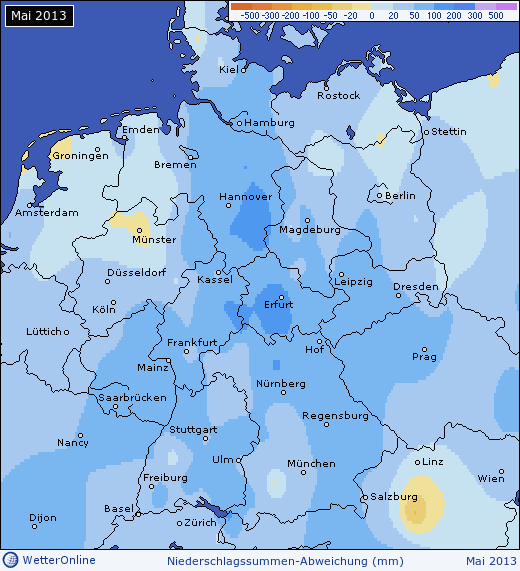 Mai 2013
-500 -300 -200 -100 -50 -20 0 20 50 100 200 300 500
Kiel
Rostock
Hamburg
Stettin
Emden
Groningen
Bremen
Hannover
Berlin
Amsterdam
Magdeburg
Münster
Düsseldorf
Kassel
Leipzig
Dresden
Köln
Erfurt
Lüttich
Frankfurt
Hof
Prag
Mainz
Nürnberg
Saarbrücken
Regensburg
Stuttgart
Nancy
Ulm
München
Linz
Wien
Freiburg
Salzburg
Basel
Zürich
Dijon
WetterOnline Niederschlagssummen-Abweichung (mm) Mai 2013